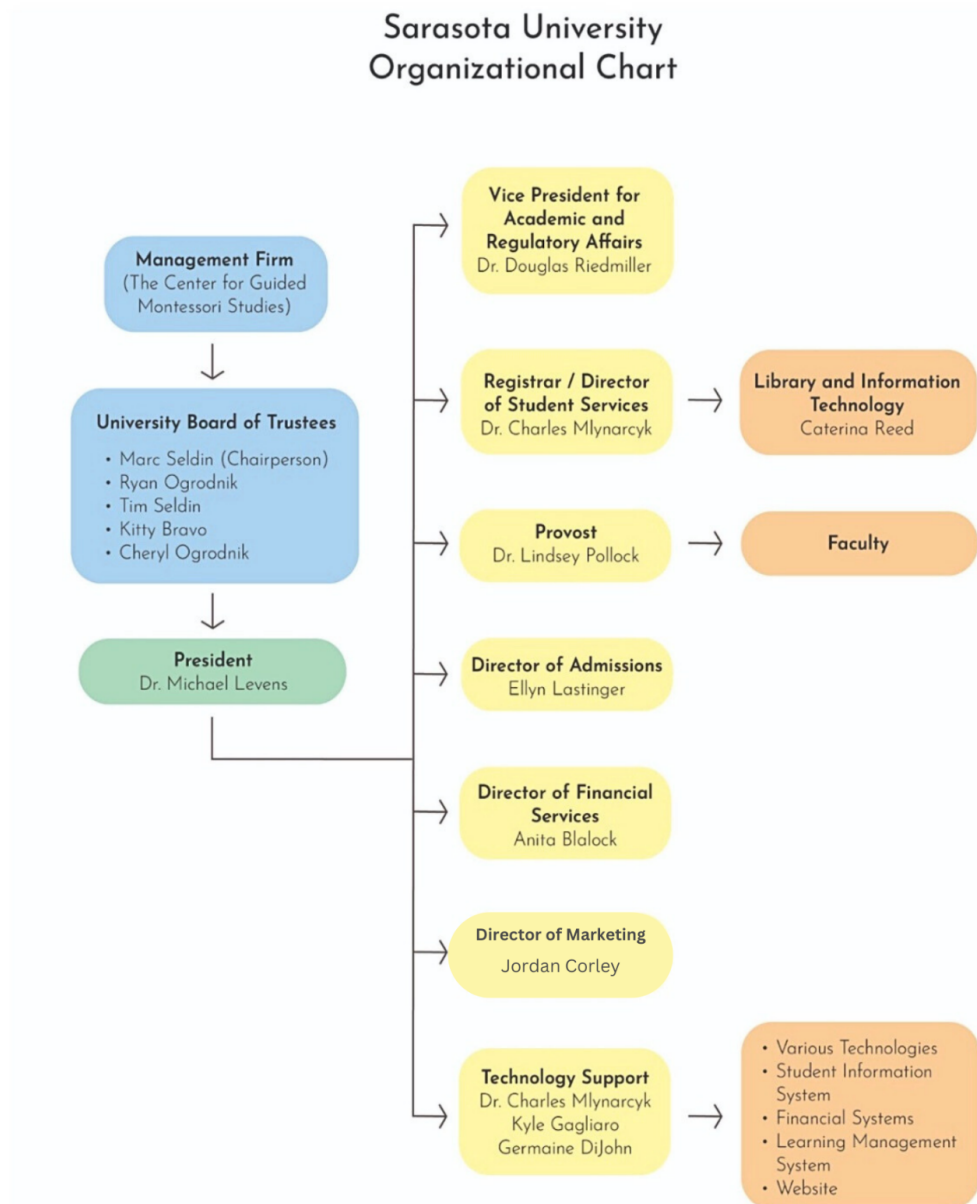 Sarasota University
Organizational Chart
Management Firm
(The Center for Guided
Montessori Studies)
University Board of Trustees
• Marc Seldin (Chairperson)
• Ryan Ogrodnik
• Tim Seldin
• Kitty Bravo
• Cheryl Ogrodnik
President
Dr. Michael Levens
Vice President for
Academic and
Regulatory Affairs
Dr. Douglas Riedmiller
Registrar / Director
of Student Services
Dr. Charles Mlynarcyk
Library and Information
Technology
Caterina Reed
Provost
Dr. Lindsey Pollock
Faculty
Director of Admissions
Ellyn Lastinger
Director of Financial
Services
Anita Blalock
Director of Marketing
Jordan Corley
Technology Support
Dr. Charles Mlynarcyk
Kyle Gagliaro
Germaine DiJohn
• Various Technologies
• Student Information
System
• Financial Systems
• Learning Management
System
• Website